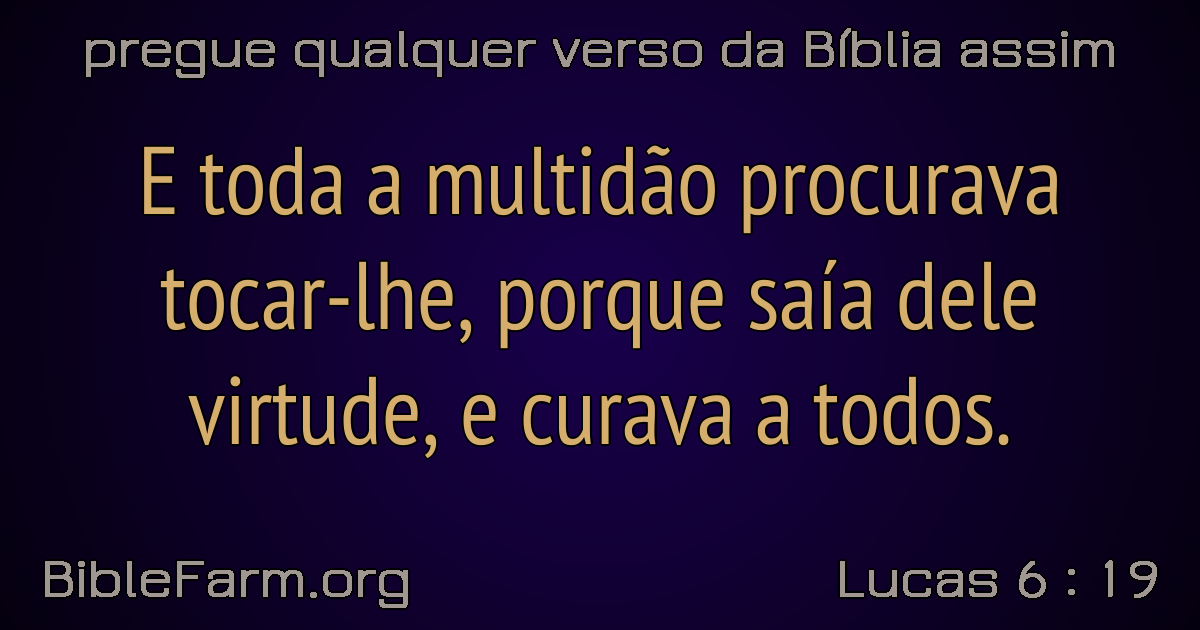 pregue qualquer verso da Bíblia assim
E toda a multidão procurava
tocar-lhe, porque saía dele
virtude, e curava a todos.
BibleFarm.org
Lucas 6 : 19